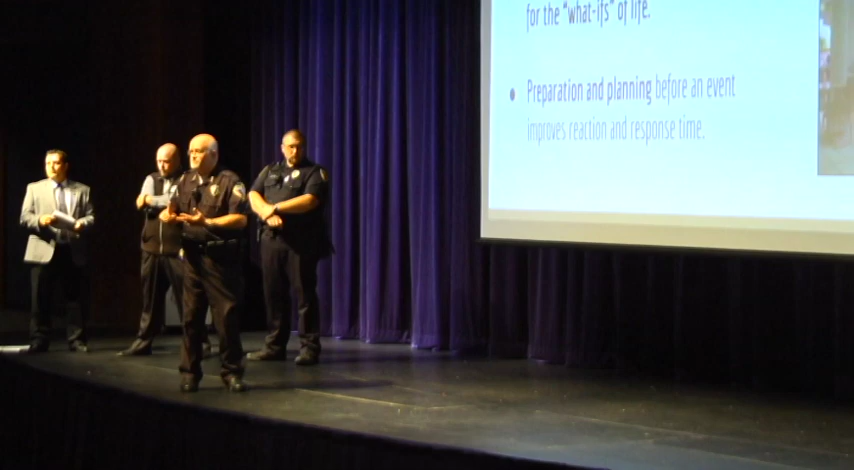 for the "what-ifs" of life.
Preparation and planning before an event
improves reaction and response time.